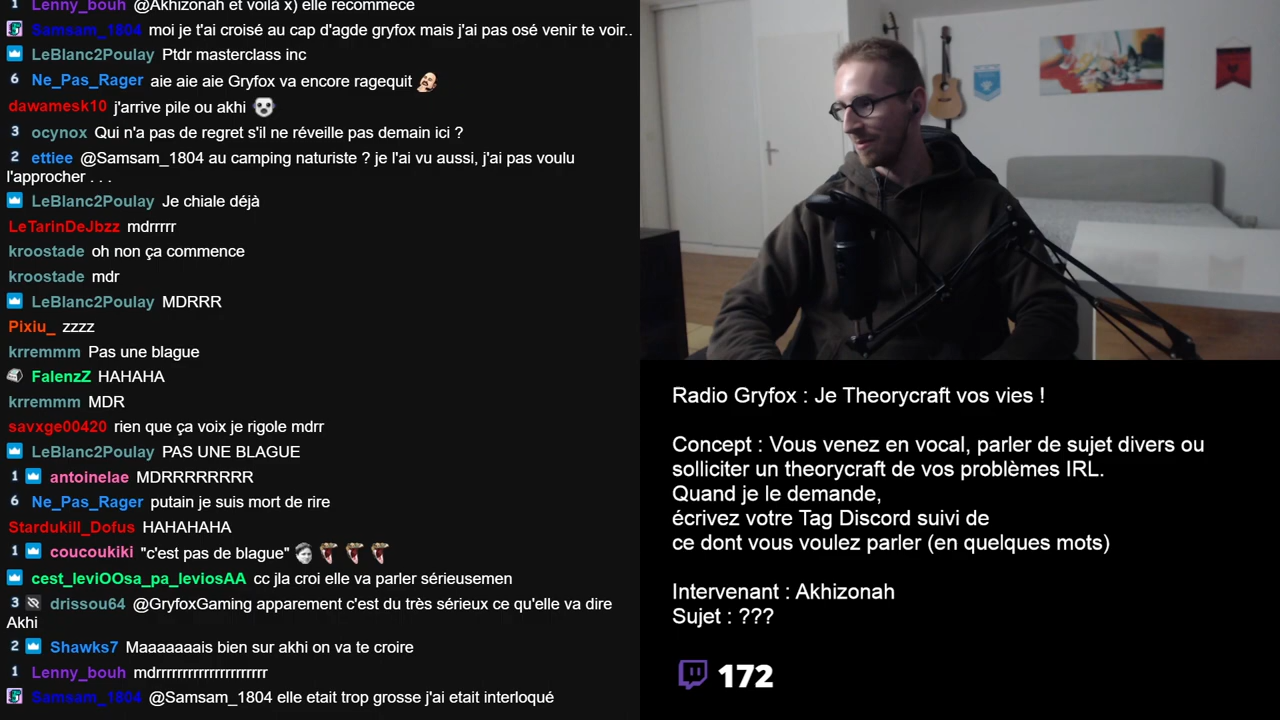 1 Lenny_bouh @Akhizonah et voilà x) elle recommece
Samsam_1804 moi je t'ai croisé au cap d'agde gryfox mais j'ai pas osé venir te voir..
LeBlanc2Poulay Ptdr masterclass inc
6 Ne_Pas_Rager aie aie aie Gryfox va encore ragequit
dawamesk10 j'arrive pile ou akhi
3 ocynox Qui n'a pas de regret s'il ne réveille pas demain ici ?
2 ettiee @Samsam_1804 au camping naturiste ? je l'ai vu aussi, j'ai pas voulu
l'approcher . . .
LeBlanc2Poulay Je chiale déjà
LeTarinDeJbzz mdrrrrr
kroostade oh non ça commence
kroostade mdr
LeBlanc2Poulay MDRRR
Pixiu_ zzzz
krremmm Pas une blague
FalenzZ HAHAHA
krremmm MDR
savxge00420 rien que ça voix je rigole mdrr
LeBlanc2Poulay PAS UNE BLAGUE
1 antoinelae MDRRRRRRRR
6 Ne_Pas_Rager putain je suis mort de rire
Stardukill_Dofus HAHAHAHA
1 coucoukiki "c'est pas de blague"
cest_leviOOsa_pa_leviosAA cc jla croi elle va parler sérieusemen
3 drissou64 @GryfoxGaming apparement c'est du très sérieux ce qu'elle va dire
Akhi
2 Shawks7 Maaaaaaais bien sur akhi on va te croire
1 Lenny_bouh mdrrrrrrrrrrrrrrrrrrrr
Samsam_1804 @Samsam_1804 elle etait trop grosse j'ai etait interloqué
Radio Gryfox : Je Theorycraft vos vies !
Concept : Vous venez en vocal, parler de sujet divers ou
solliciter un theorycraft de vos problèmes IRL.
Quand je le demande,
écrivez votre Tag Discord suivi de
ce dont vous voulez parler (en quelques mots)
Intervenant : Akhizonah
Sujet : ???
172